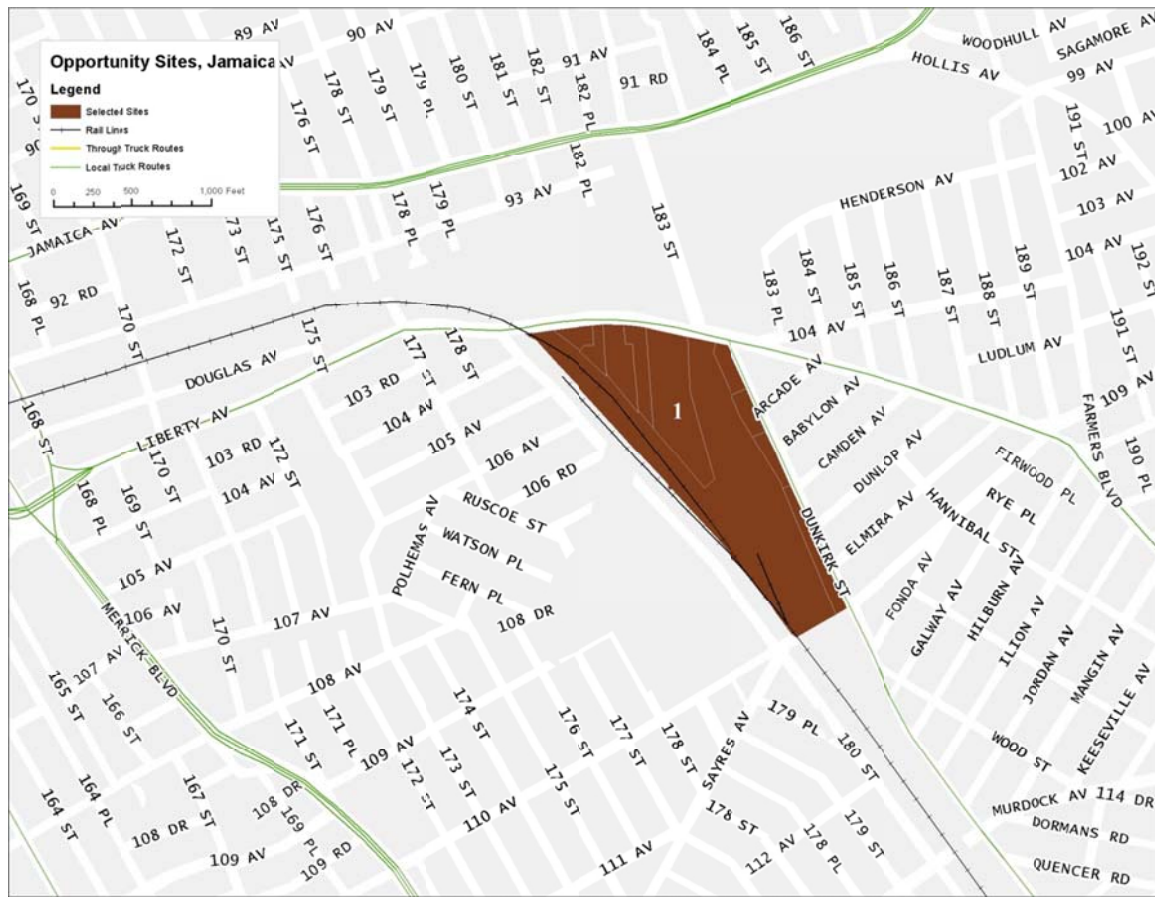 Opportunity Sites, Jamaica
Legend
Selected Sites
Rail Lines
Through Truck Routes
Local Truck Routes
0 250 500 1,000 Feet
89 AV
90 AV
AV
170 S
90
169 ST
JAMAICA AV
168 PL
92 RD
170 ST
172 ST
73 ST
175 ST
176 ST
176 ST
178 ST
179 ST
179 PL
180 ST
181 ST
182 ST
91 AV
182 PL
91 RD
184 PL
185 ST
186 ST
WOODHULL AV
SAGAMORE AV
HOLLIS AV
99 AV
191 ST
100 AV
102 AV
103 AV
104 AV
192 ST
HENDERSON AV
182 PL
93 AV
178 PL
179 PL
183 ST
183 PL
184 ST
185 ST
186 ST
187 ST
188 ST
189 ST
104 AV
LUDLUM AV
191 ST
109 AV
190 PL
FARMERS BLVD
175 ST
DOUGLAS AV
LIBERTY AV
168 ST
177 ST
178 ST
103 RD
104 AV
105 AV
106 AV
106 RD
103 RD
104 AV
172 ST
170 ST
169 ST
168 PL
105 AV
106 AV
107 AV
107 AV
MERRICK BLVD
170 ST
165 ST
166 ST
164 ST
164 PL
167 ST
108 DR
109 AV
108 DR
169 PL
109 RD
171 ST
171 PL
108 AV
109 AV
172 ST
173 ST
174 ST
110 AV
175 ST
176 ST
177 ST
178 ST
111 AV
SAYRES AV
178 ST
112 AV
178 PL
179 ST
179 PL
180 ST
POLHEMAS AV
RUSCOE ST
WATSON PL
FERN PL
108 DR
1
ARCADE AV
BABYLON AV
CAMDEN AV
DUNLOP AV
ELMIRA AV
DUNKIRK ST
HANNIBAL ST
FIRWOOD PL
RYE PL
FONDA AV
GALWAY AV
HILBURN AV
ILION AV
JORDAN AV
MANGIN AV
KEESEVILLE AV
WOOD ST
MURDOCK AV
114 DR
DORMANS RD
QUENCER RD